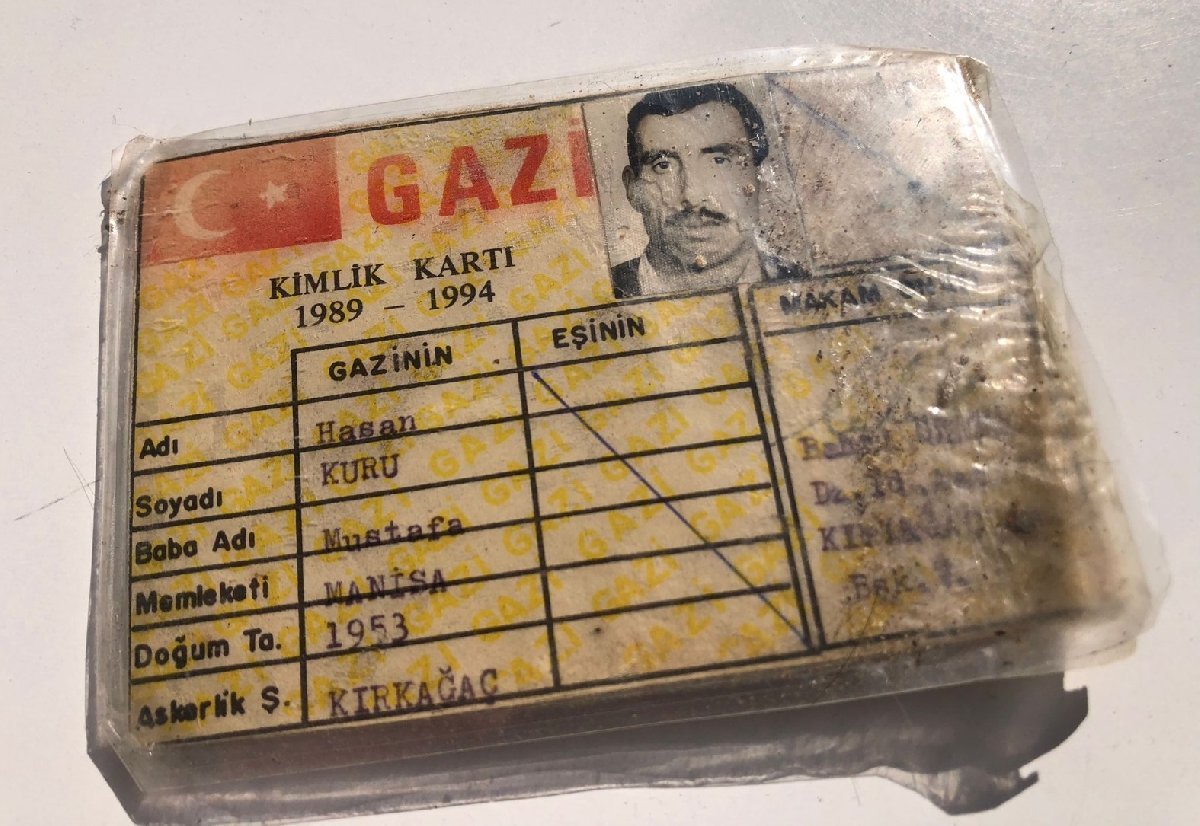 GAZİ
KİMLİK KARTI
1989 – 1994
GAZİNİN EŞİNİN
Adı Hasan
Soyadı KURU
Baba Adı Mustafa
Memleketi MANİSA
Doğum Ta. 1953
Askerlik Ş. KIRKAĞAÇ
MAKAM
Bşk.V.